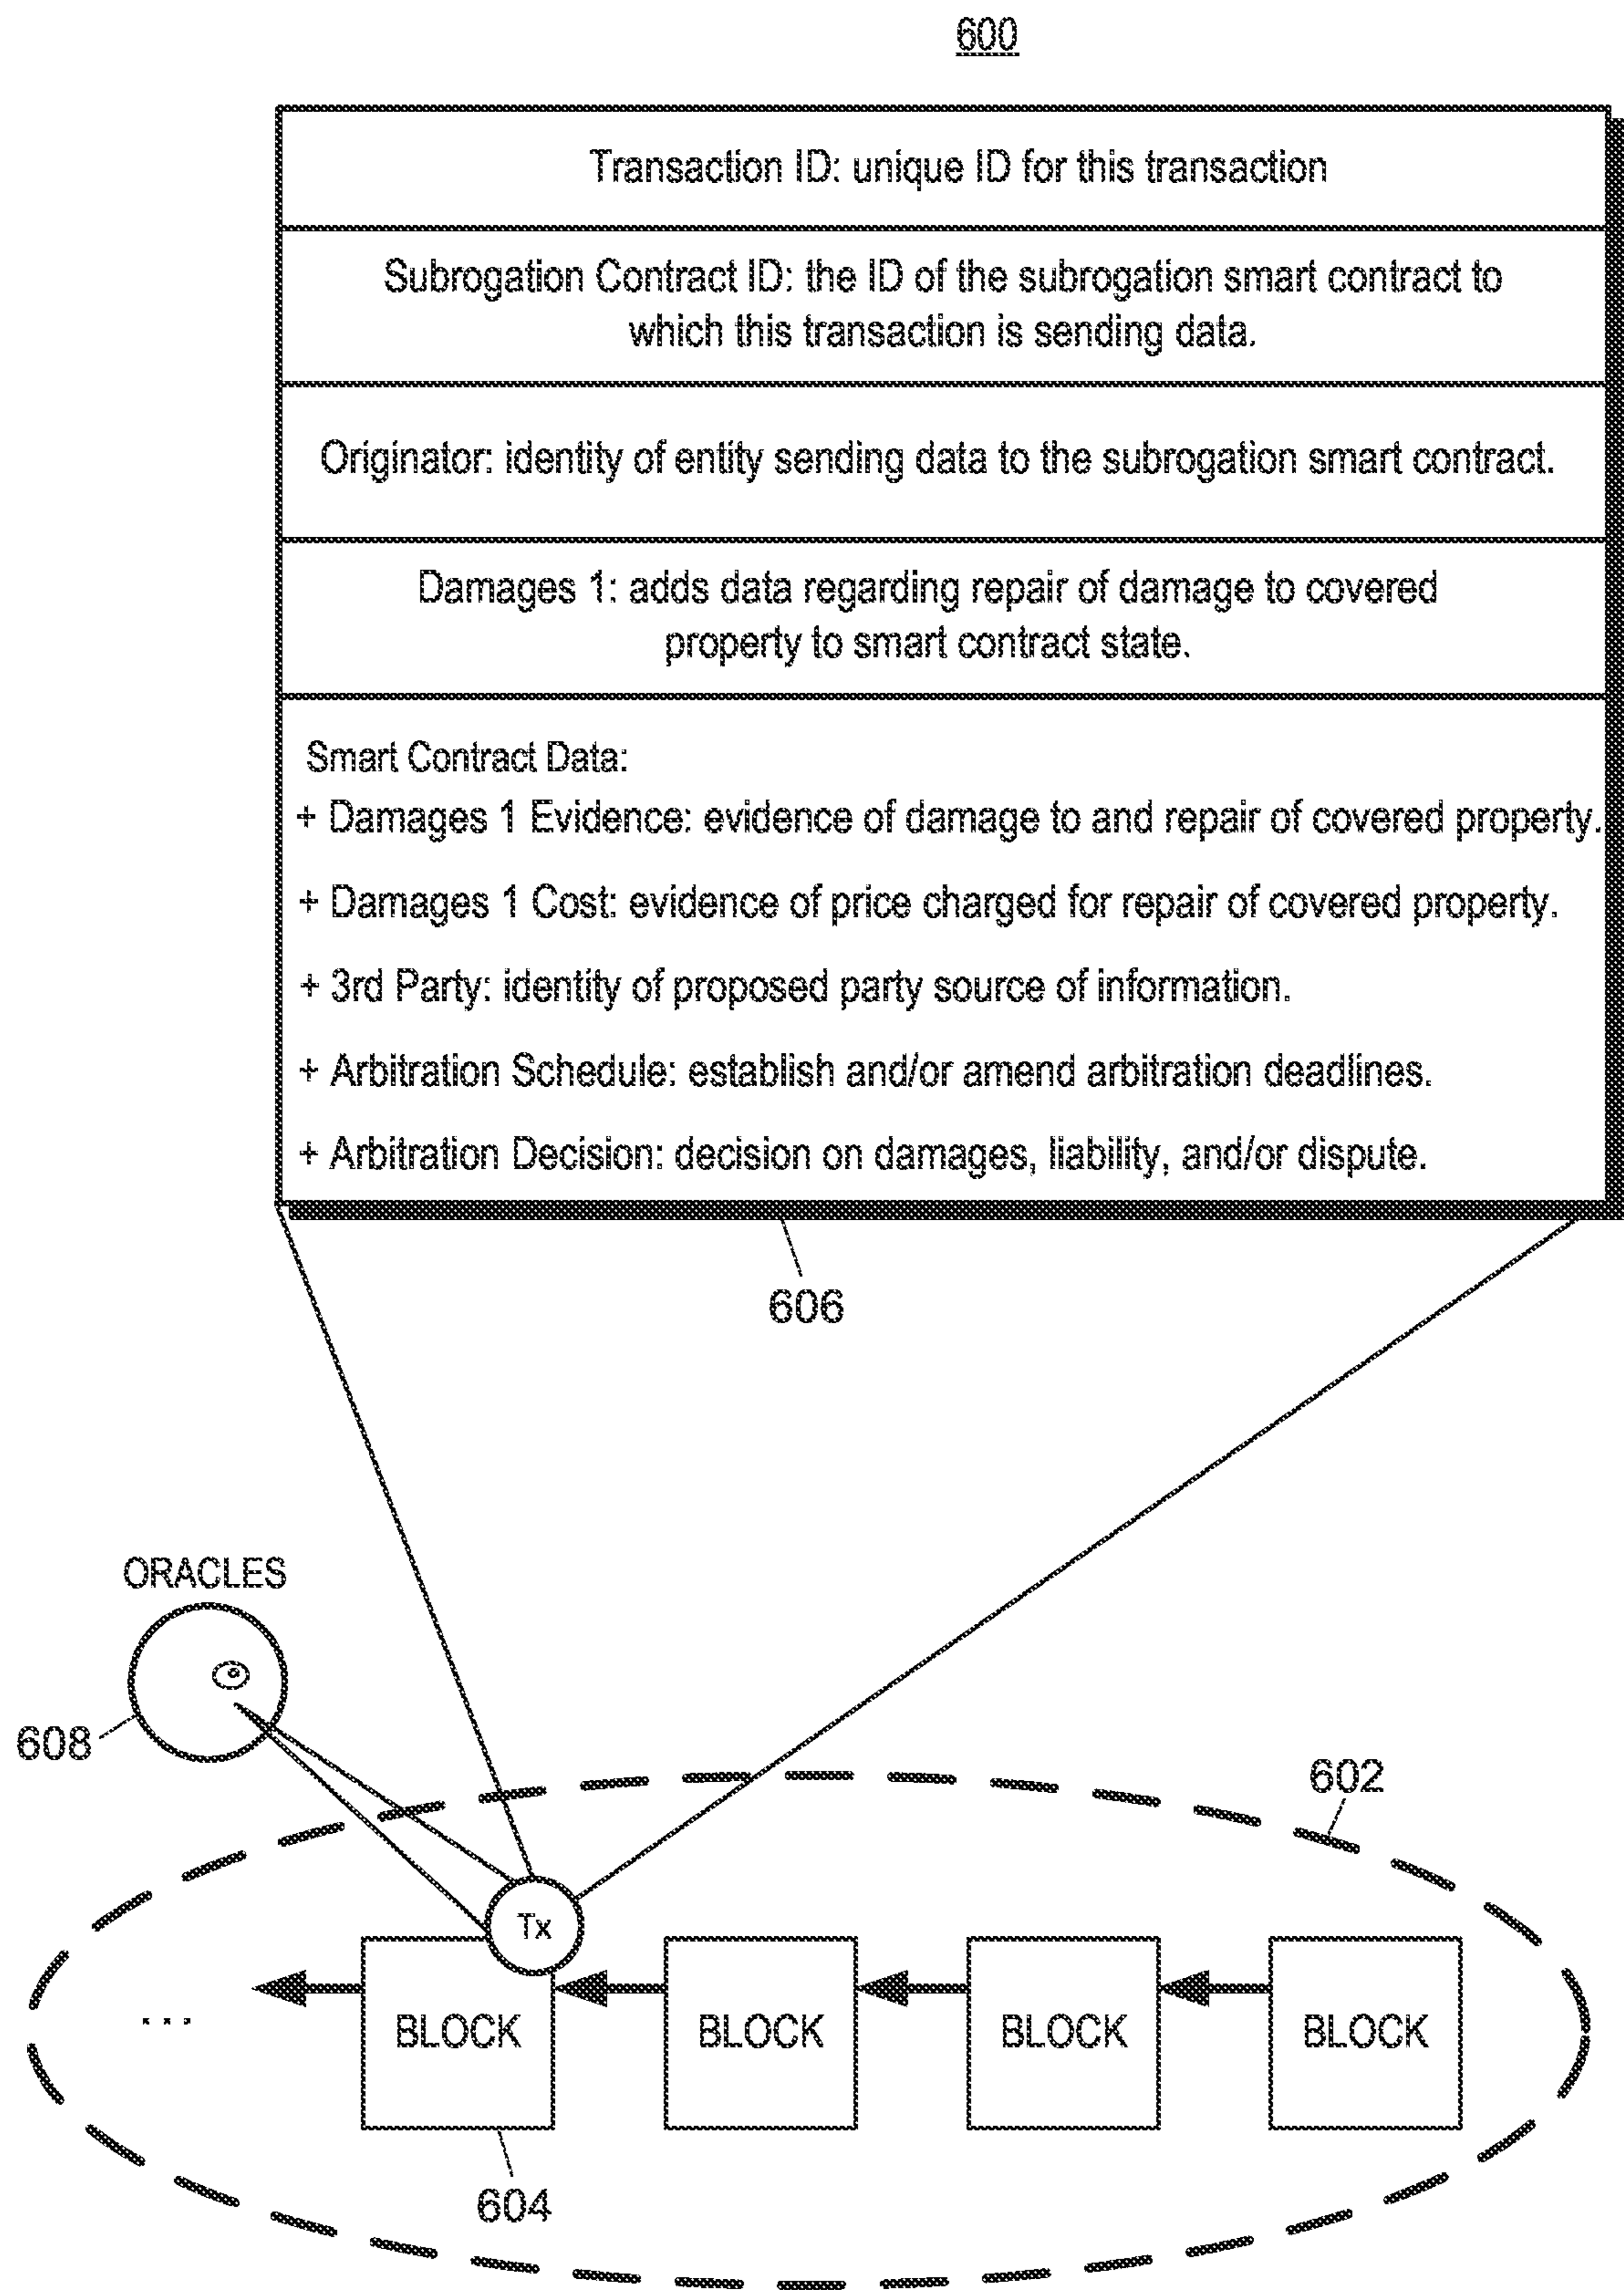 600
Transaction ID: unique ID for this transaction
Subrogation Contract ID: the ID of the subrogation smart contract to
which this transaction is sending data.
Originator: identity of entity sending data to the subrogation smart contract.
Damages 1: adds data regarding repair of damage to covered
property to smart contract state.
Smart Contract Data:
+ Damages 1 Evidence: evidence of damage to and repair of covered property.
+ Damages 1 Cost: evidence of price charged for repair of covered property.
+ 3rd Party: identity of proposed party source of information.
+ Arbitration Schedule: establish and/or amend arbitration deadlines.
+ Arbitration Decision: decision on damages, liability, and/or dispute.
606
ORACLES
608
602
Tx
...
BLOCK
BLOCK
BLOCK
BLOCK
604